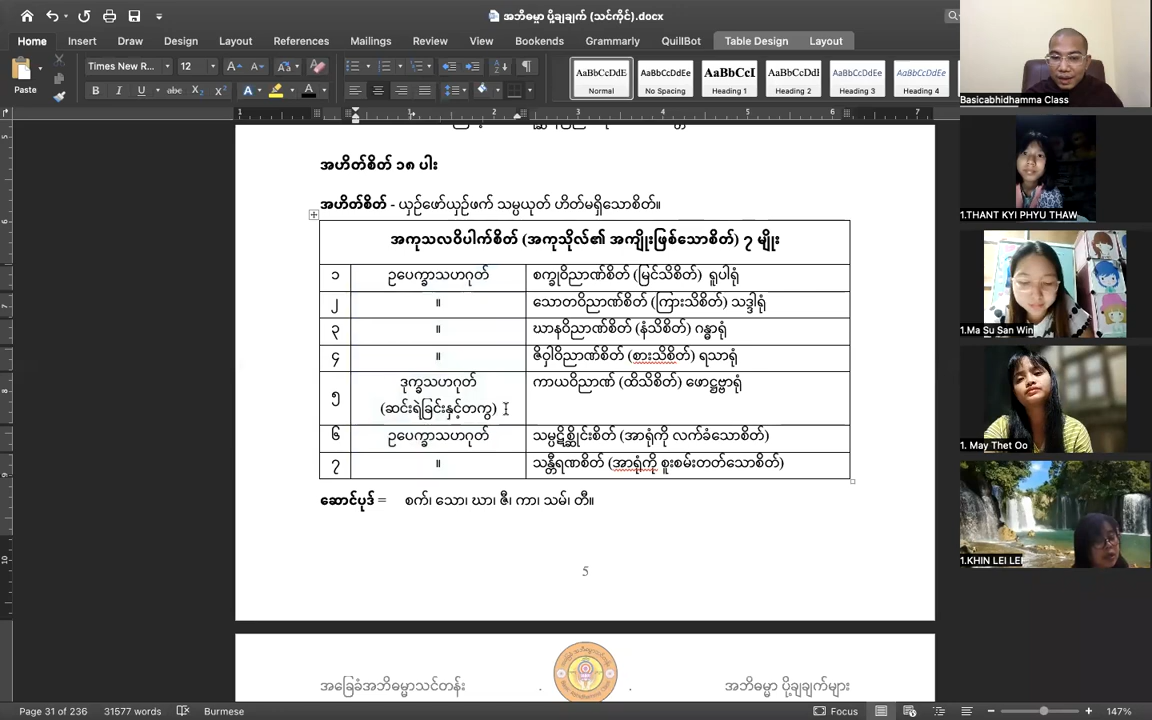 အဘိဓမ္မာ ပို့ချချက် (သင်ကိုင်).docx
Home Insert Draw Design Layout References Mailings Review View Bookends Grammarly QuillBot Table Design Layout
Paste
Times New R... 12
AaBbCcDdE AaBbCcDdEe AaBbCcI AaBbCcDdI AaBbCcDdEe AaBbCcDdEe
Normal No Spacing Heading 1 Heading 2 Heading 3 Heading 4
1 1 2 3 4 5 6 7
Basicabhidhamma Class
1.THANT KYI PHYU THAW
1.Ma Su San Win
1. May Thet Oo
1.KHIN LEI LEI
အဟိတ်စိတ် ၁၈ ပါး
အဟိတ်စိတ် - ယှဉ်ဖော်ယှဉ်ဖက် သမ္ပယုတ် ဟိတ်မရှိသောစိတ်။
အကုသလဝိပါက်စိတ် (အကုသိုလ်၏ အကျိုးဖြစ်သောစိတ်) ၇ မျိုး
၁ ဥပေက္ခာသဟဂုတ် စက္ခုဝိညာဏ်စိတ် (မြင်သိစိတ်) ရူပါရုံ
၂ ။ သောတဝိညာဏ်စိတ် (ကြားသိစိတ်) သဒ္ဒါရုံ
၃ ။ ဃာနဝိညာဏ်စိတ် (နံသိစိတ်) ဂန္ဓာရုံ
၄ ။ ဇိဝှါဝိညာဏ်စိတ် (စားသိစိတ်) ရသာရုံ
၅ ဒုက္ခသဟဂုတ် (ဆင်းရဲခြင်းနှင့်တကွ) ကာယဝိညာဏ် (ထိသိစိတ်) ဖောဋ္ဌဗ္ဗာရုံ
၆ ဥပေက္ခာသဟဂုတ် သမ္ပဋိစ္ဆိုင်းစိတ် (အာရုံကို လက်ခံသောစိတ်)
၇ ။ သန္တီရဏစိတ် (အာရုံကို စူးစမ်းတတ်သောစိတ်)
ဆောင်ပုဒ် = စက်၊ သော၊ ဃာ၊ ဇီ၊ ကာ၊ သမ်၊ တီ။
5
အခြေခံအဘိဓမ္မာသင်တန်း . . အဘိဓမ္မာ ပို့ချချက်များ
Page 31 of 236 31577 words Burmese Focus 147%